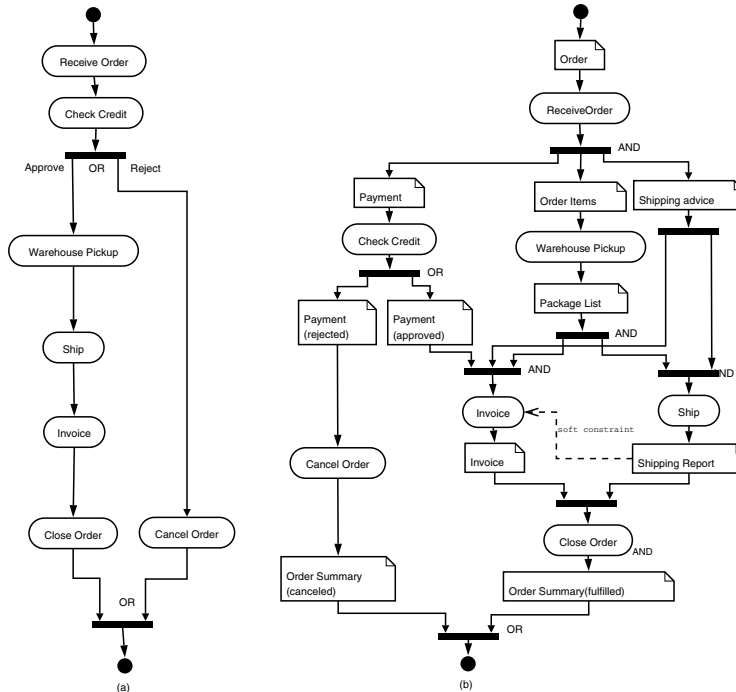 Receive Order
Check Credit
Approve OR Reject
Warehouse Pickup
Ship
Invoice
Close Order
Cancel Order
OR
(a)
Order
ReceiveOrder
AND
Payment
Order Items
Shipping advice
Check Credit
Warehouse Pickup
OR
Payment
(rejected)
Payment
(approved)
Package List
AND
AND
AND
Invoice
Ship
soft constraint
Invoice
Shipping Report
Cancel Order
Close Order
AND
Order Summary
(canceled)
Order Summary(fulfilled)
OR
(b)